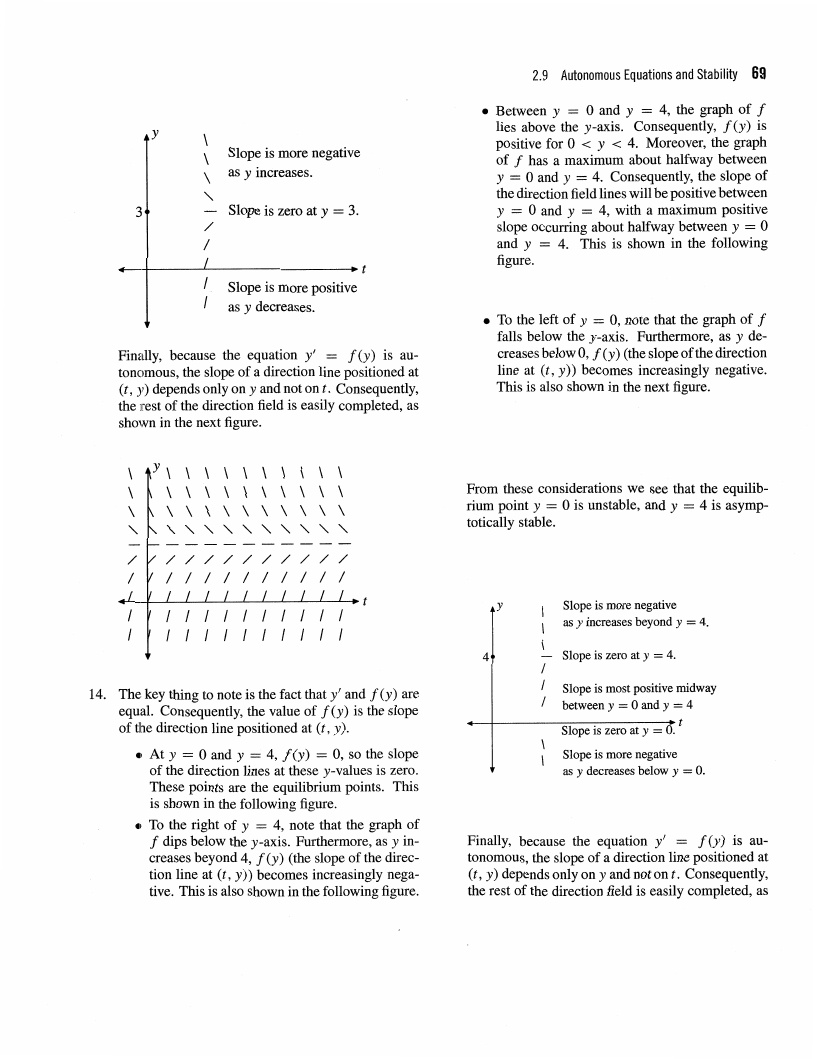 2.9 Autonomous Equations and Stability 69
y
Slope is more negative
as y increases.
3
Slope is zero at y = 3.
t
Slope is more positive
as y decreases.
Finally, because the equation y′ = f(y) is au-
tonomous, the slope of a direction line positioned at
(t, y) depends only on y and not on t. Consequently,
the rest of the direction field is easily completed, as
shown in the next figure.
y
t
14. The key thing to note is the fact that y′ and f(y) are
equal. Consequently, the value of f(y) is the slope
of the direction line positioned at (t, y).
• At y = 0 and y = 4, f(y) = 0, so the slope
of the direction lines at these y-values is zero.
These points are the equilibrium points. This
is shown in the following figure.
• To the right of y = 4, note that the graph of
f dips below the y-axis. Furthermore, as y in-
creases beyond 4, f(y) (the slope of the direc-
tion line at (t, y)) becomes increasingly nega-
tive. This is also shown in the following figure.
• Between y = 0 and y = 4, the graph of f
lies above the y-axis. Consequently, f(y) is
positive for 0 < y < 4. Moreover, the graph
of f has a maximum about halfway between
y = 0 and y = 4. Consequently, the slope of
the direction field lines will be positive between
y = 0 and y = 4, with a maximum positive
slope occurring about halfway between y = 0
and y = 4. This is shown in the following
figure.
• To the left of y = 0, note that the graph of f
falls below the y-axis. Furthermore, as y de-
creases below 0, f(y) (the slope of the direction
line at (t, y)) becomes increasingly negative.
This is also shown in the next figure.
From these considerations we see that the equilib-
rium point y = 0 is unstable, and y = 4 is asymp-
totically stable.
y
Slope is more negative
as y increases beyond y = 4.
4
Slope is zero at y = 4.
Slope is most positive midway
between y = 0 and y = 4
t
Slope is zero at y = 0.
Slope is more negative
as y decreases below y = 0.
Finally, because the equation y′ = f(y) is au-
tonomous, the slope of a direction line positioned at
(t, y) depends only on y and not on t. Consequently,
the rest of the direction field is easily completed, as